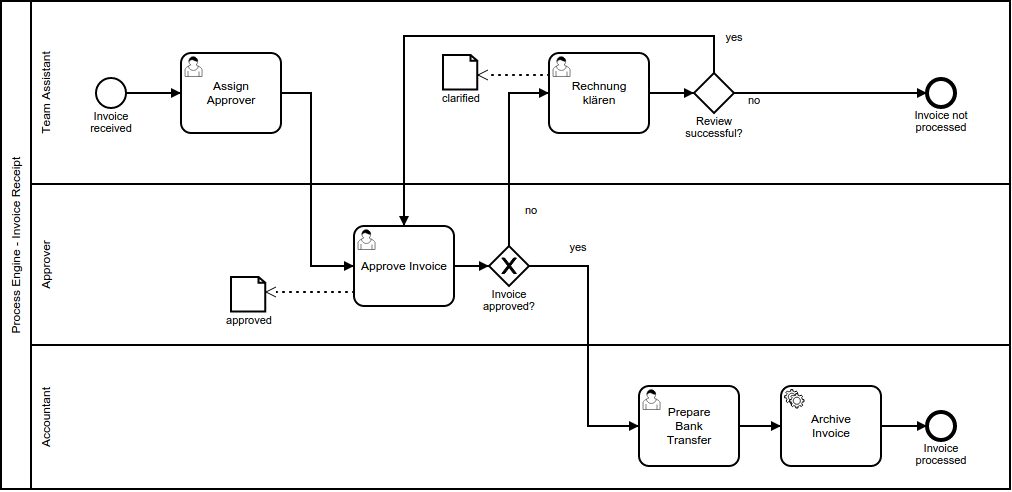 Process Engine - Invoice Receipt
Team Assistant
Invoice
received
Assign
Approver
clarified
Rechnung
klären
yes
Review
successful?
no
Invoice not
processed
Approver
Approve Invoice
approved
no
Invoice
approved?
yes
Accountant
Prepare
Bank
Transfer
Archive
Invoice
Invoice
processed